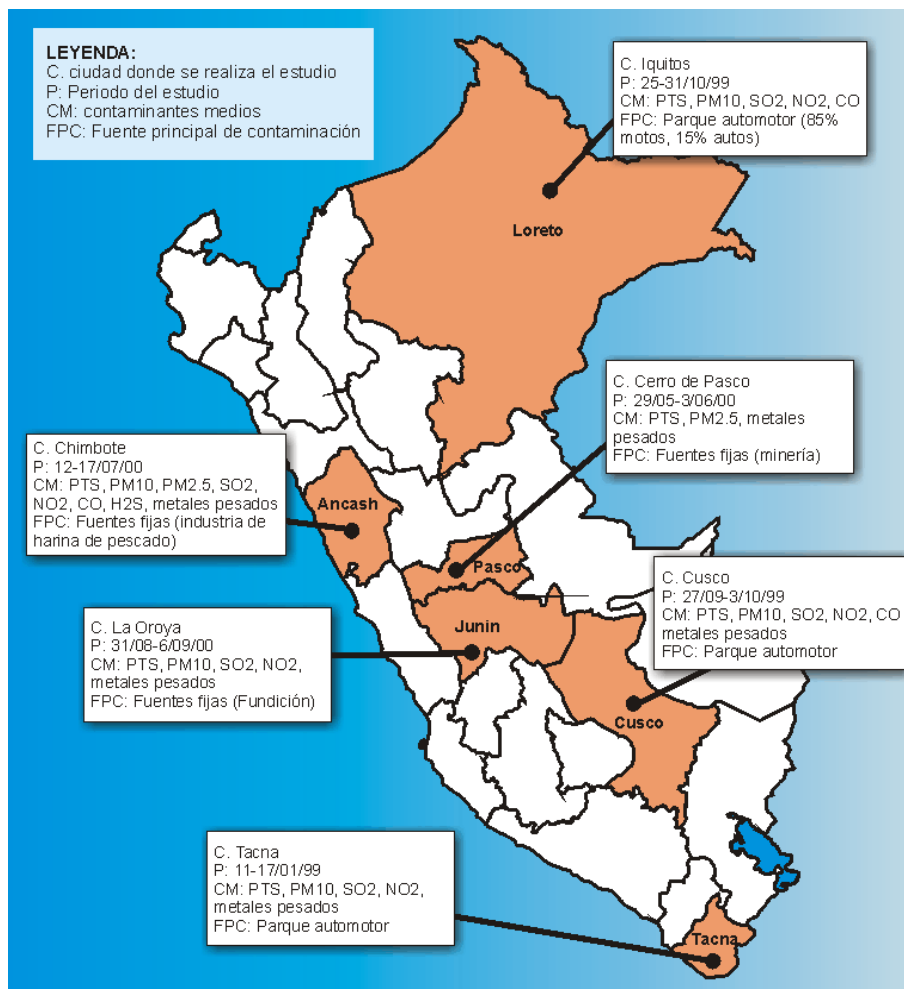 LEYENDA:
C. ciudad donde se realiza el estudio
P: Periodo del estudio
CM: contaminantes medios
FPC: Fuente principal de contaminación
C. Iquitos
P: 25-31/10/99
CM: PTS, PM10, SO2, NO2, CO
FPC: Parque automotor (85%
motos, 15% autos)
Loreto
C. Cerro de Pasco
P: 29/05-3/06/00
CM: PTS, PM2.5, metales
pesados
FPC: Fuentes fijas (minería)
C. Chimbote
P: 12-17/07/00
CM: PTS, PM10, PM2.5, SO2,
NO2, CO, H2S, metales pesados
FPC: Fuentes fijas (industria de
harina de pescado)
Ancash
Pasco
C. Cusco
P: 27/09-3/10/99
CM: PTS, PM10, SO2, NO2, CO
metales pesados
FPC: Parque automotor
C. La Oroya
P: 31/08-6/09/00
CM: PTS, PM10, SO2, NO2,
metales pesados
FPC: Fuentes fijas (Fundición)
Junin
Cusco
C. Tacna
P: 11-17/01/99
CM: PTS, PM10, SO2, NO2,
metales pesados
FPC: Parque automotor
Tacna